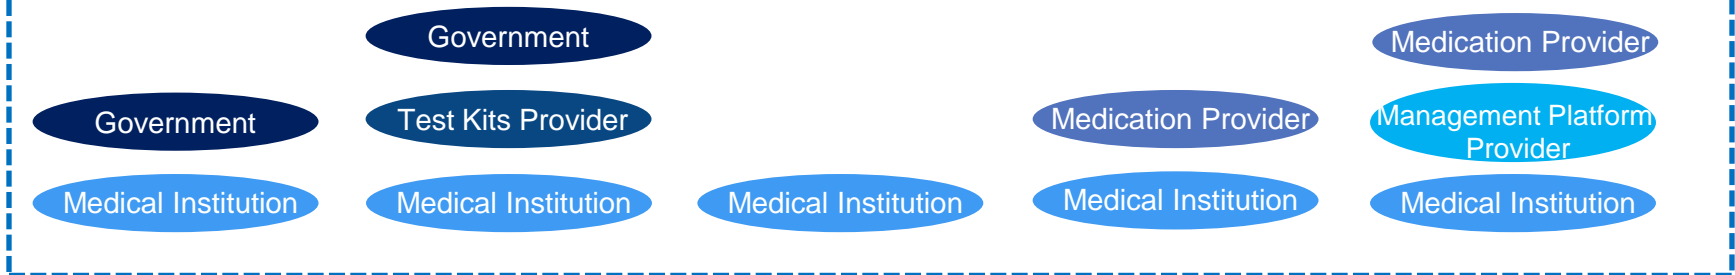 Government
Medication Provider
Government
Test Kits Provider
Medication Provider
Management Platform
Provider
Medical Institution
Medical Institution
Medical Institution
Medical Institution
Medical Institution